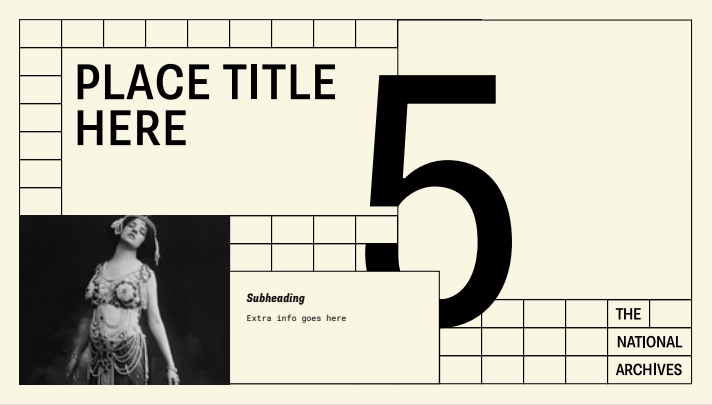 PLACE TITLE
HERE
5
Subheading
Extra info goes here
THE
NATIONAL
ARCHIVES